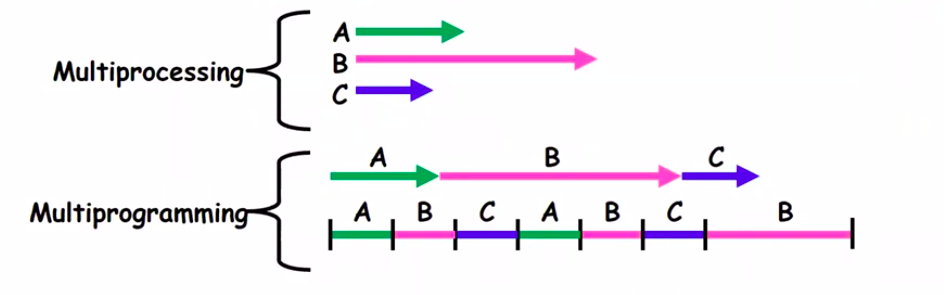 Multiprocessing
A
B
C
Multiprogramming
A B C
A B C A B C B